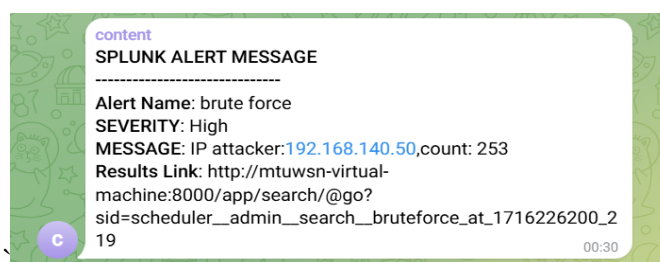 content
SPLUNK ALERT MESSAGE
------------------------------
Alert Name: brute force
SEVERITY: High
MESSAGE: IP attacker:192.168.140.50,count: 253
Results Link: http://mtuwsn-virtual-
machine:8000/app/search/@go?
sid=scheduler__admin__search__bruteforce_at_1716226200_2
19
C
00:30